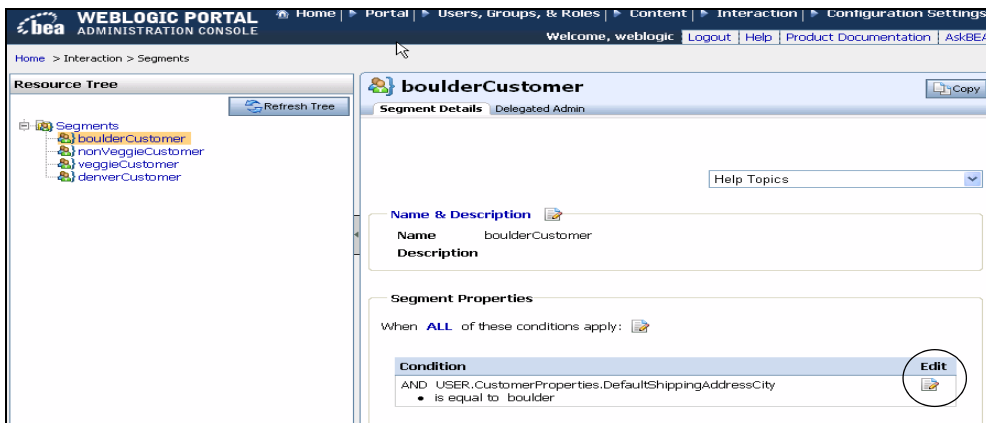 bea WEBLOGIC PORTAL
ADMINISTRATION CONSOLE
Home | Portal | Users, Groups, & Roles | Content | Interaction | Configuration Settings
Welcome, weblogic Logout | Help | Product Documentation | AskBEA
Home > Interaction > Segments
Resource Tree
Refresh Tree
Segments
boulderCustomer
nonVeggieCustomer
veggieCustomer
denverCustomer
boulderCustomer
Copy
Segment Details Delegated Admin
Help Topics
Name & Description
Name boulderCustomer
Description
Segment Properties
When ALL of these conditions apply:
Condition Edit
AND USER.CustomerProperties.DefaultShippingAddressCity
• is equal to boulder